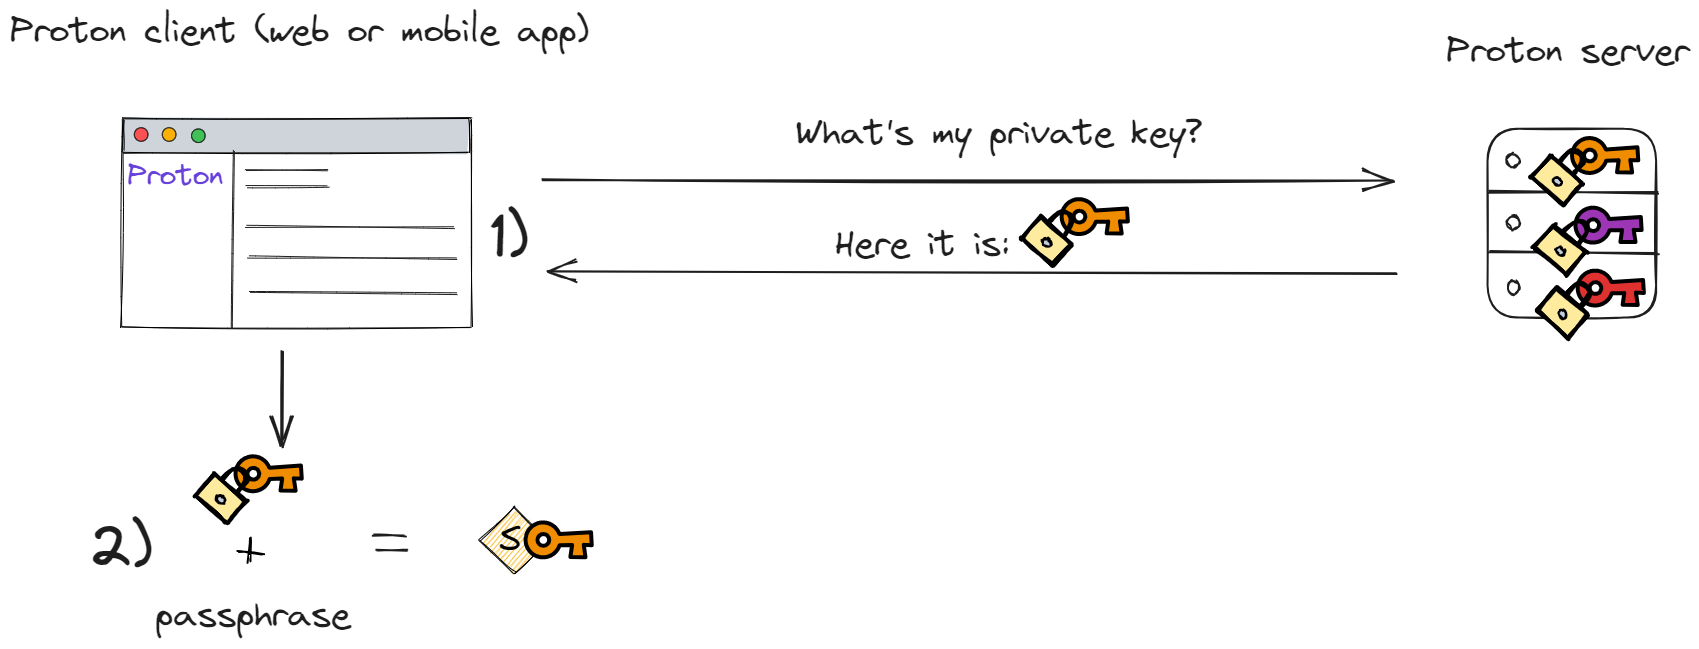 Proton client (web or mobile app)
Proton server
What's my private key?
Proton
1)
Here it is:
2)
+
=
S
passphrase